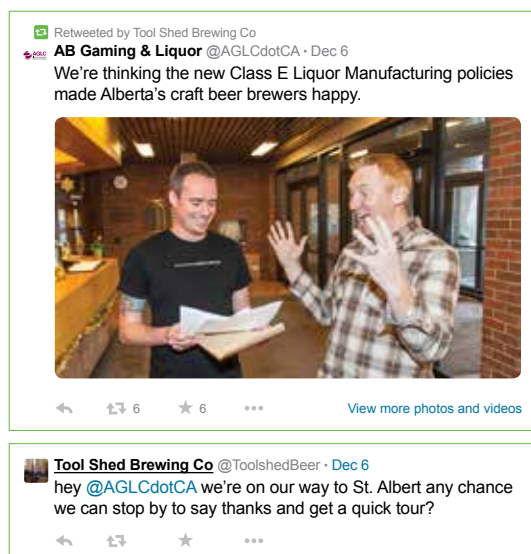 Retweeted by Tool Shed Brewing Co
AB Gaming & Liquor @AGLCdotCA · Dec 6
We're thinking the new Class E Liquor Manufacturing policies
made Alberta's craft beer brewers happy.
6 6 View more photos and videos
Tool Shed Brewing Co @ToolshedBeer · Dec 6
hey @AGLCdotCA we're on our way to St. Albert any chance
we can stop by to say thanks and get a quick tour?